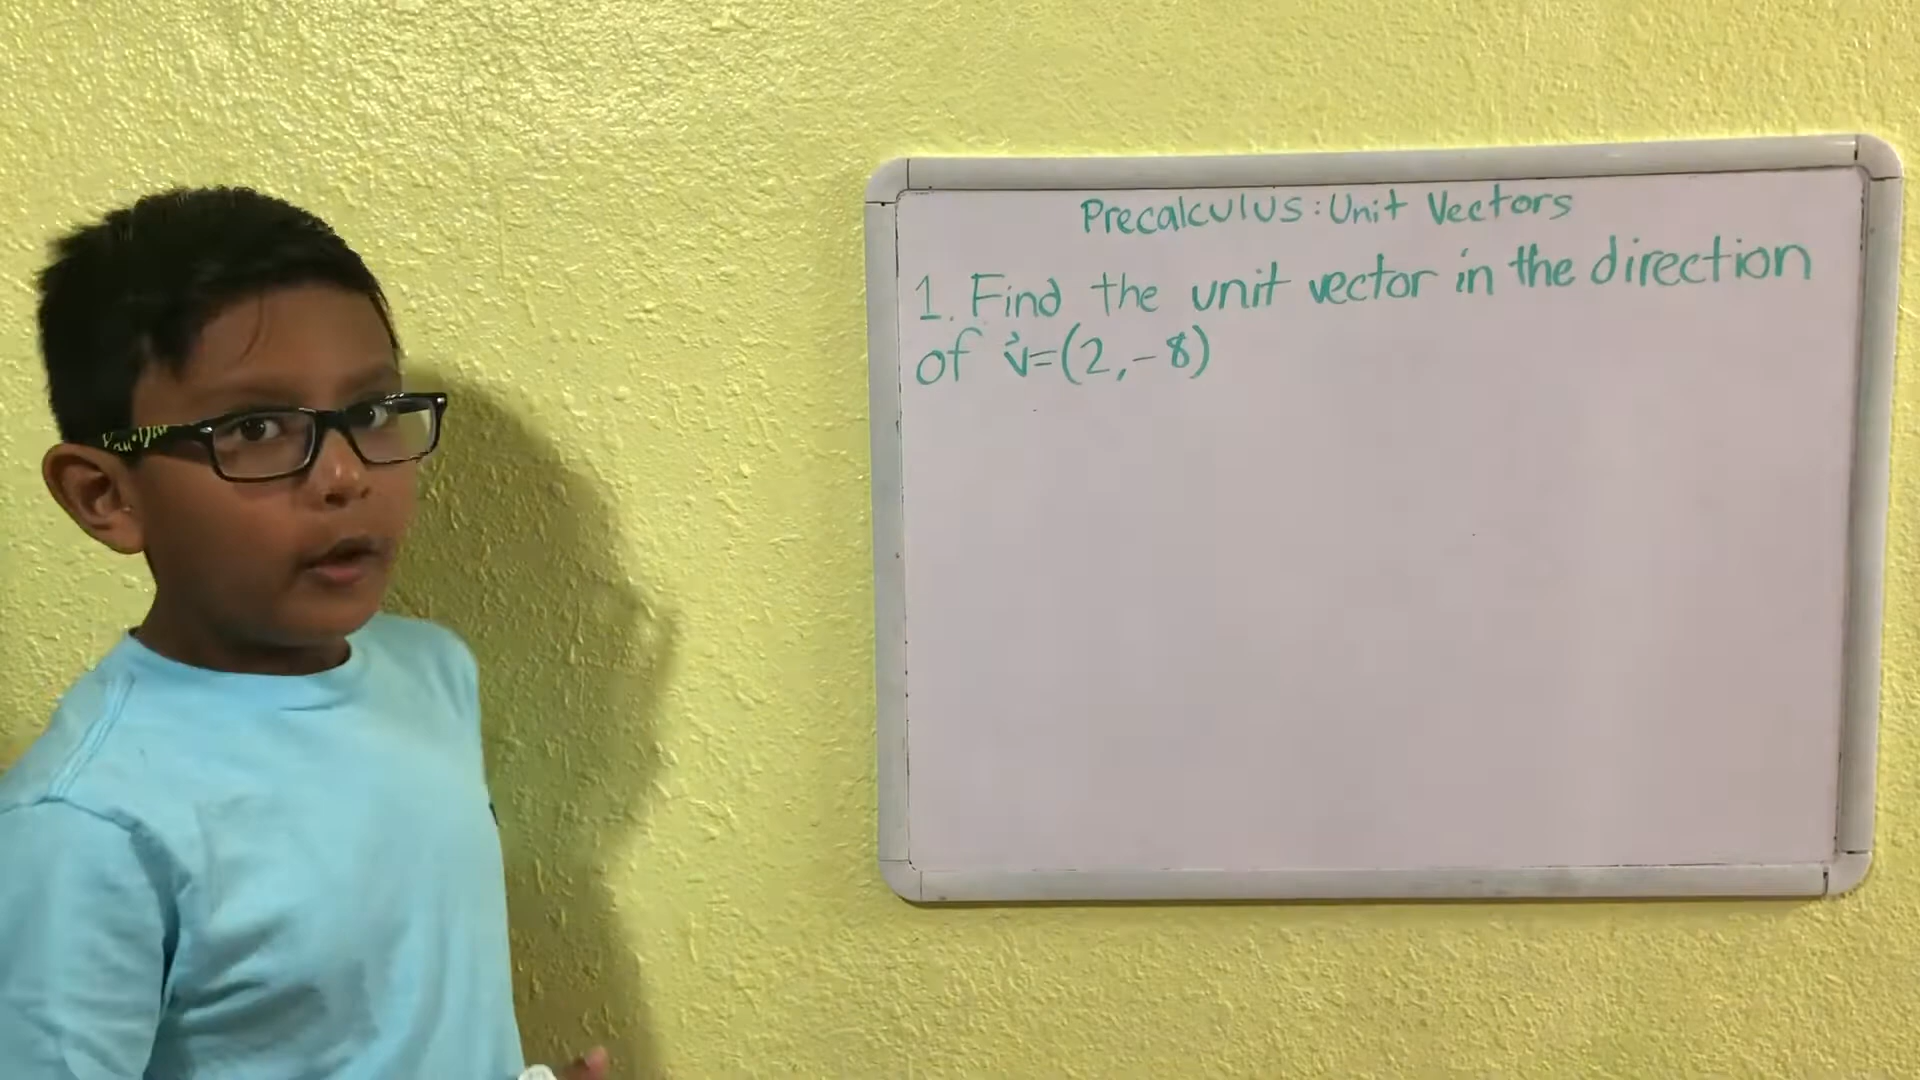 Precalculus: Unit Vectors
1. Find the unit vector in the direction
of v⃗=(2,-8)